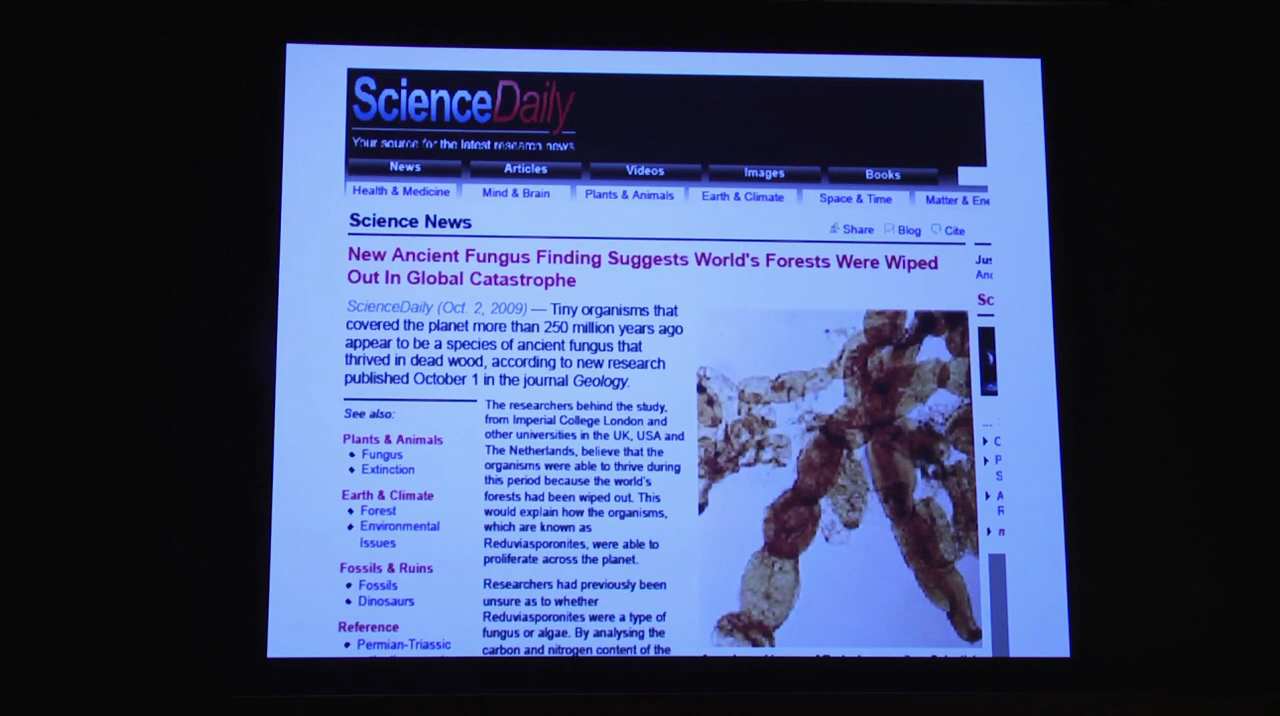 ScienceDaily
Your source for the latest research news
News Articles Videos Images Books
Health & Medicine Mind & Brain Plants & Animals Earth & Climate Space & Time Matter & Ene
Science News
Share Blog Cite
New Ancient Fungus Finding Suggests World's Forests Were Wiped
Out In Global Catastrophe
ScienceDaily (Oct. 2, 2009) — Tiny organisms that
covered the planet more than 250 million years ago
appear to be a species of ancient fungus that
thrived in dead wood, according to new research
published October 1 in the journal Geology.
See also:
Plants & Animals
Fungus
Extinction
Earth & Climate
Forest
Environmental
Issues
Fossils & Ruins
Fossils
Dinosaurs
Reference
Permian-Triassic
The researchers behind the study,
from Imperial College London and
other universities in the UK, USA and
The Netherlands, believe that the
organisms were able to thrive during
this period because the world's
forests had been wiped out. This
would explain how the organisms,
which are known as
Reduviasporonites, were able to
proliferate across the planet.
Researchers had previously been
unsure as to whether
Reduviasporonites were a type of
fungus or algae. By analysing the
carbon and nitrogen content of the
Jus
And
Sc
...
C
P
S
A
R